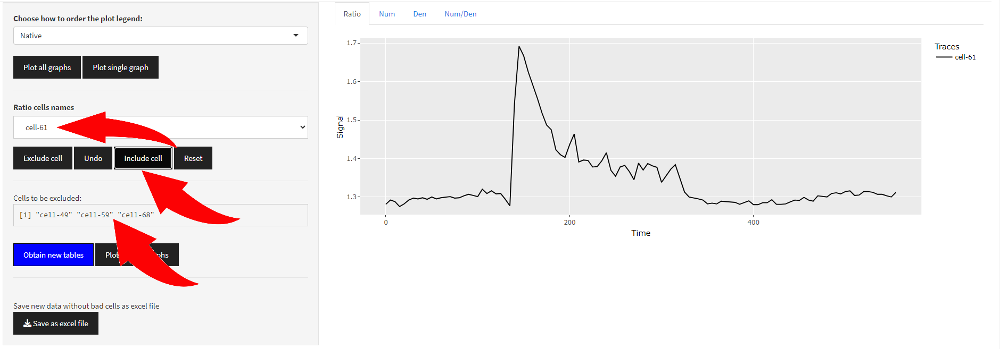 Choose how to order the plot legend:
Native
Plot all graphs
Plot single graph
Ratio cells names
cell-61
Exclude cell
Undo
Include cell
Reset
Cells to be excluded:
[1] "cell-49" "cell-59" "cell-68"
Obtain new tables
Save new data without bad cells as excel file
Save as excel file
Ratio
Num
Den
Num/Den
1.7
1.6
1.5
1.4
1.3
Signal
0
200
400
Time
Traces
cell-61